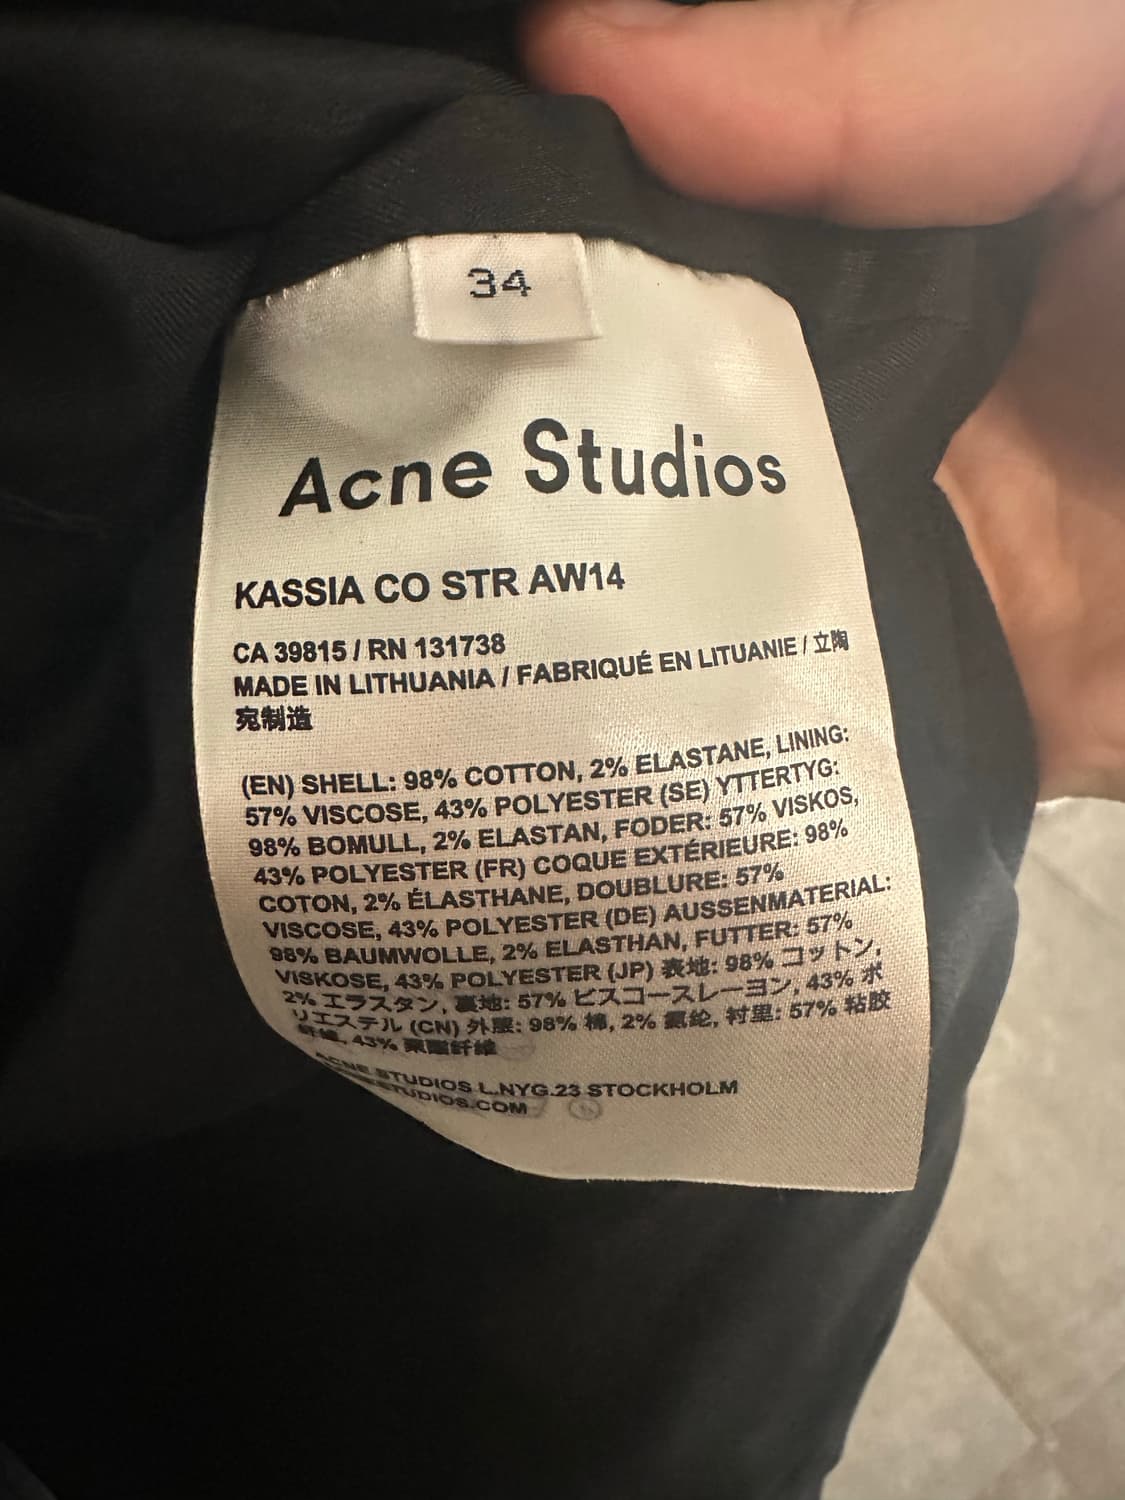 34
Acne Studios
KASSIA CO STR AW14
CA 39815 / RN 131738
MADE IN LITHUANIA / FABRIQUÉ EN LITUANIE / 立陶
宛制造
(EN) SHELL: 98% COTTON, 2% ELASTANE, LINING:
57% VISCOSE, 43% POLYESTER (SE) YTTERTYG:
98% BOMULL, 2% ELASTAN, FODER: 57% VISKOS,
43% POLYESTER (FR) COQUE EXTÉRIEURE: 98%
COTON, 2% ÉLASTHANE, DOUBLURE: 57%
VISCOSE, 43% POLYESTER (DE) AUSSENMATERIAL:
98% BAUMWOLLE, 2% ELASTHAN, FUTTER: 57%
VISKOSE, 43% POLYESTER (JP) 表地: 98% コットン,
2% エラスタン, 裏地: 57% ビスコースレーヨン, 43% ポ
リエステル (CN) 外层: 98% 棉, 2% 氨纶, 衬里: 57% 粘胶
纤维, 43% 聚酯纤维
ACNE STUDIOS L.NYG.23 STOCKHOLM
ACNESTUDIOS.COM